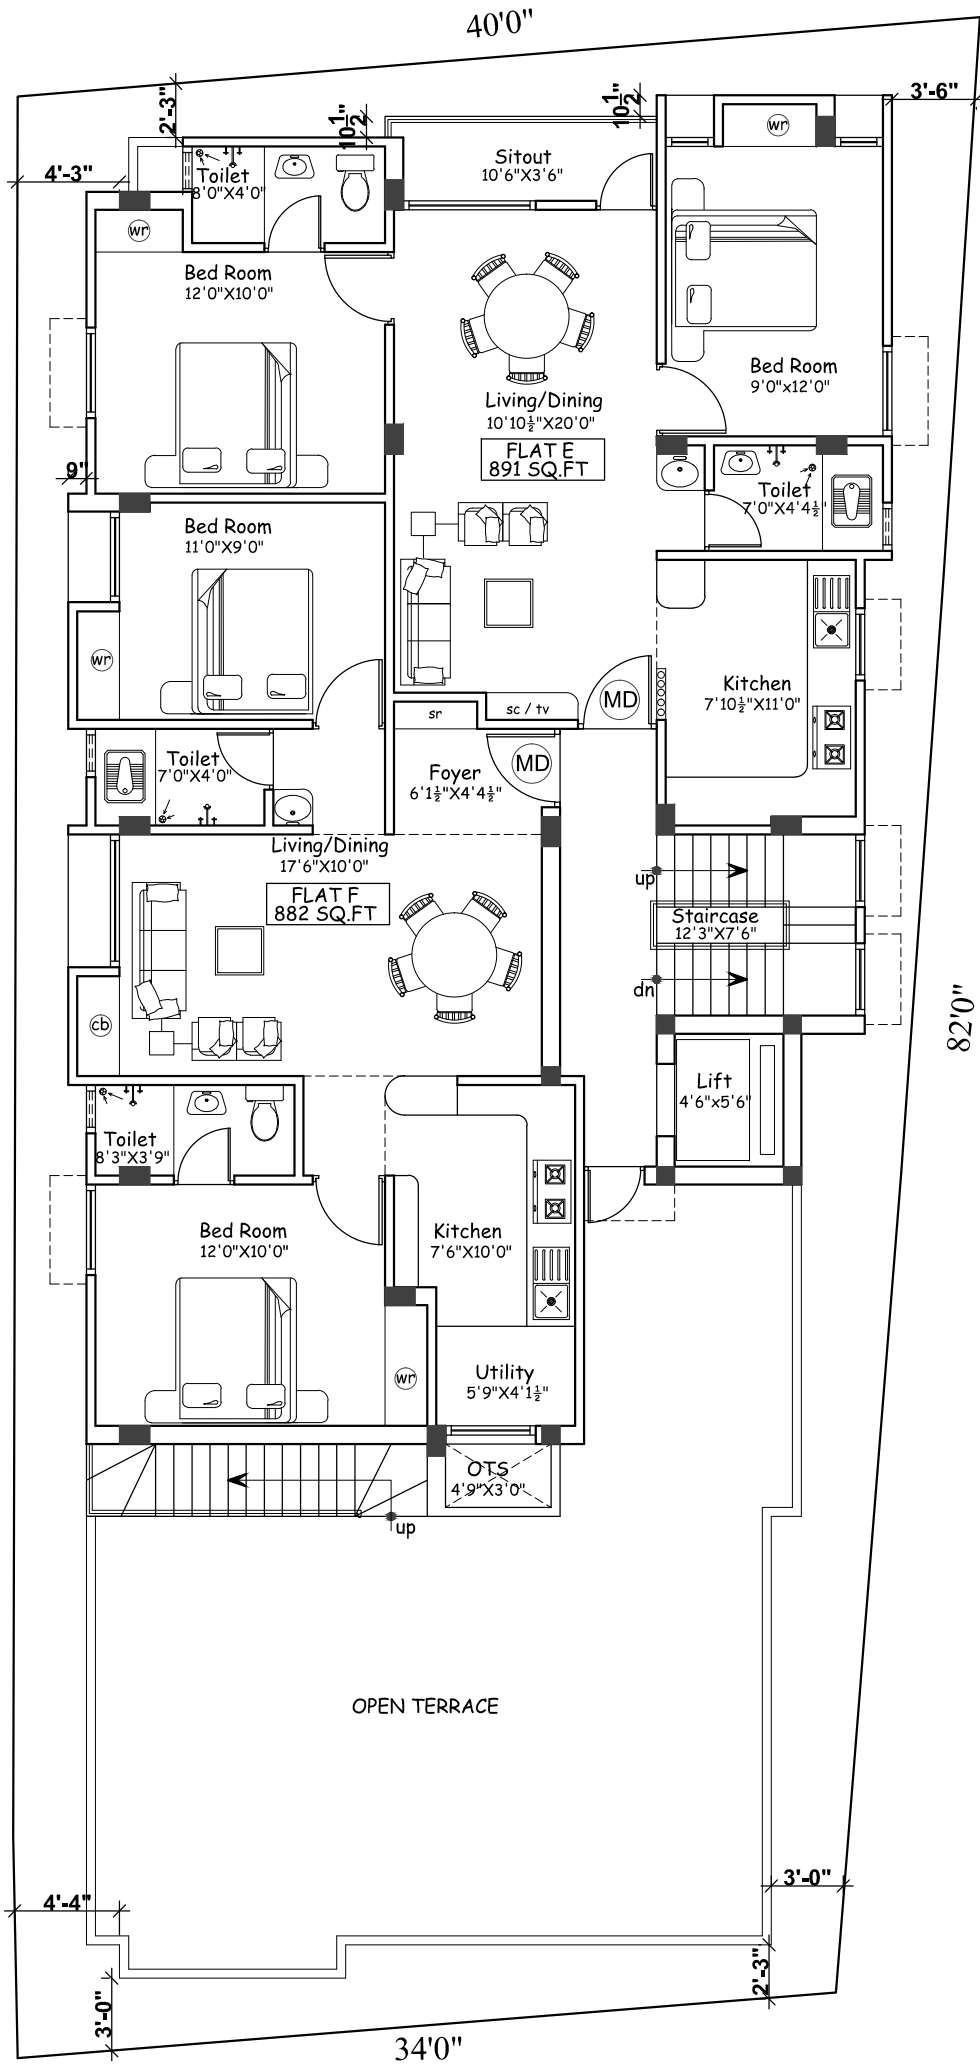 40'0"
2'-3"
10½"
10½"
3'-6"
wr
Sitout
10'6"X3'6"
4'-3"
Toilet
8'0"X4'0"
wr
Bed Room
12'0"X10'0"
Bed Room
9'0"x12'0"
Living/Dining
10'10½"X20'0"
FLAT E
891 SQ.FT
9"
Toilet
7'0"X4'4½"
Bed Room
11'0"X9'0"
wr
Kitchen
7'10½"X11'0"
MD
sr
sc / tv
Toilet
7'0"X4'0"
Foyer
6'1½"X4'4½"
MD
Living/Dining
17'6"X10'0"
FLAT F
882 SQ.FT
up
Staircase
12'3"X7'6"
dn
cb
82'0"
Lift
4'6"x5'6"
Toilet
8'3"X3'9"
Bed Room
12'0"X10'0"
Kitchen
7'6"X10'0"
wr
Utility
5'9"X4'1½"
OTS
4'9"X3'0"
up
OPEN TERRACE
4'-4"
3'-0"
3'-0"
2'-3"
34'0"